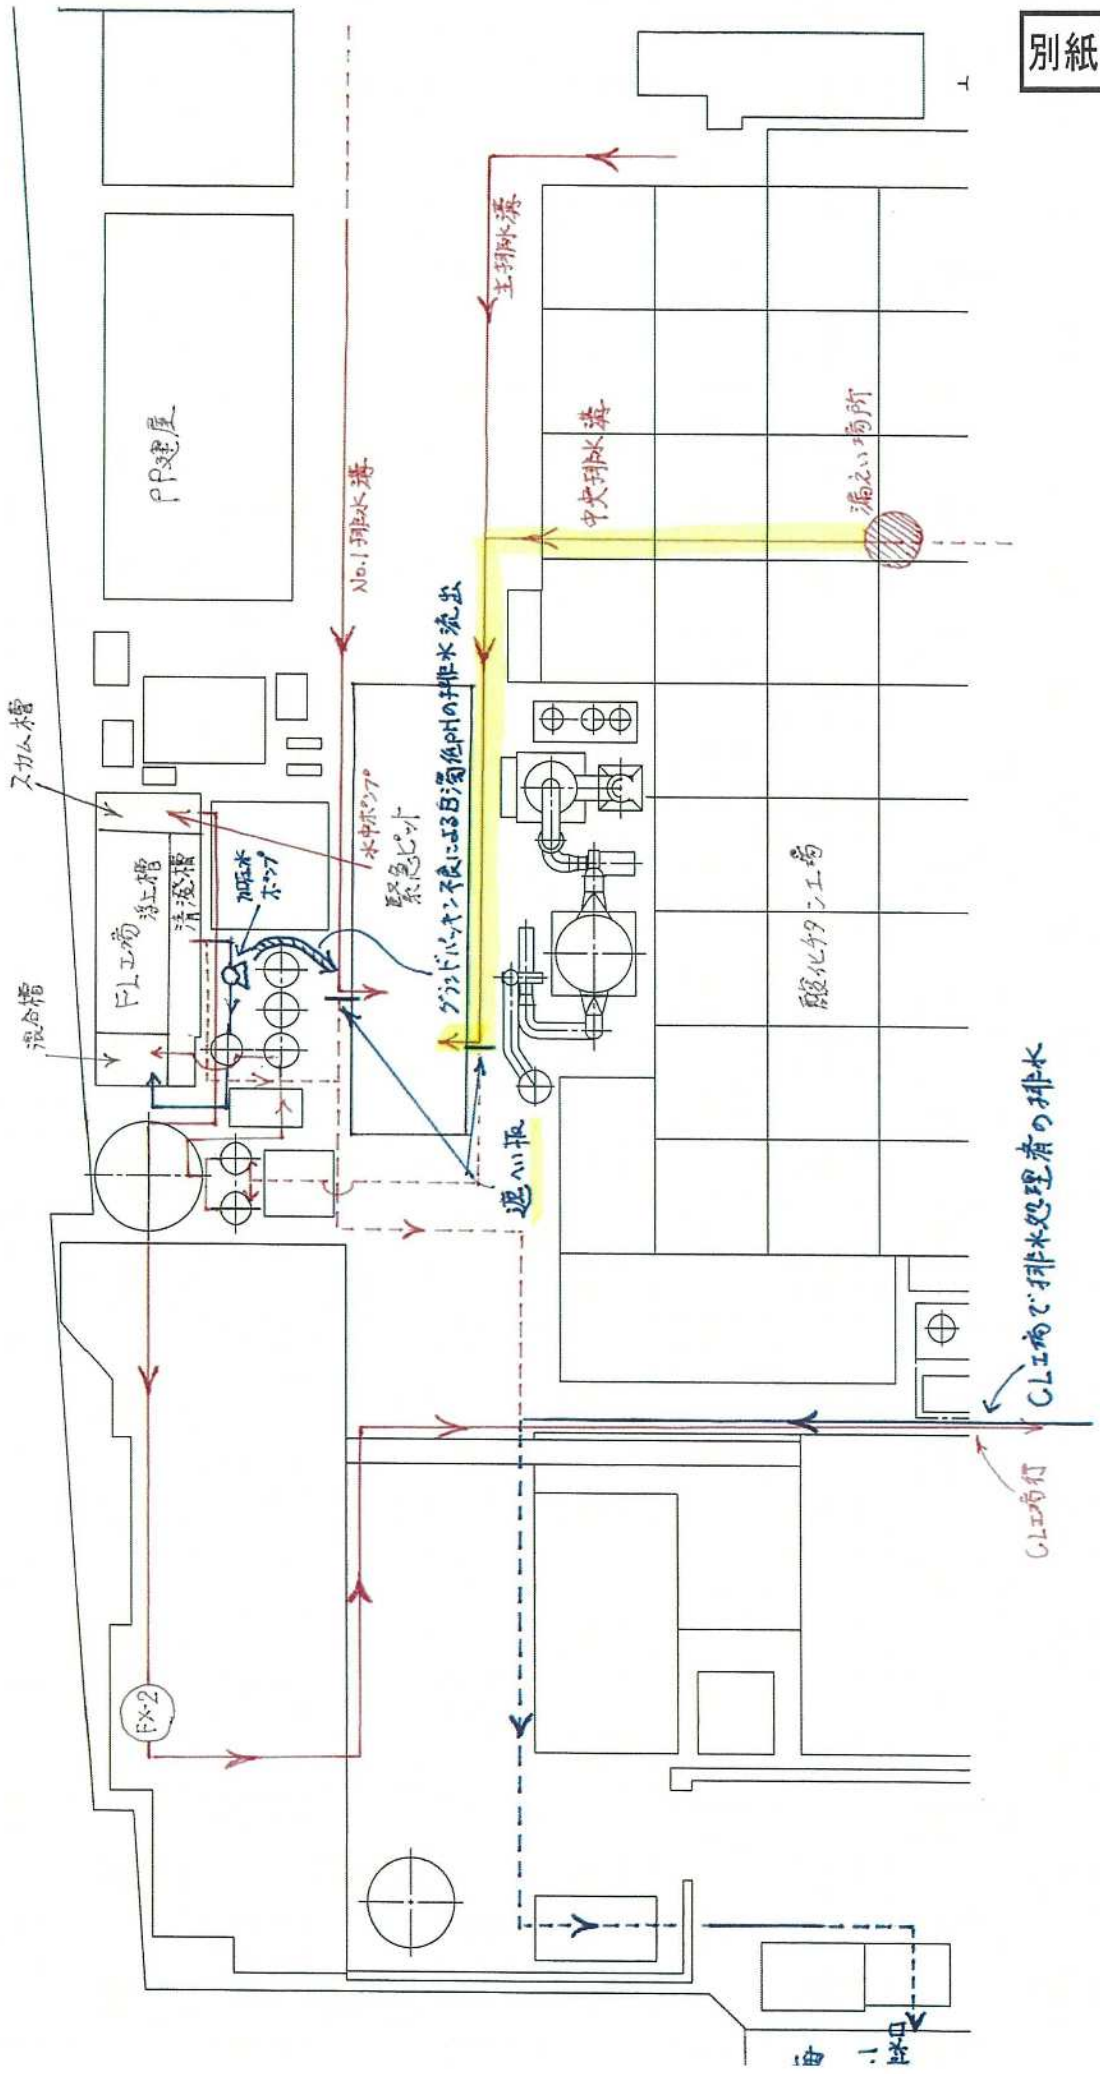 別紙
スカム槽
混合槽
FL工場
浮上槽
清澄槽
加圧水
ポンプ
PP建屋
No.1排水溝
主排水溝
中央排水溝
漏えい場所
水中ポンプ
緊急ピット
グランドパッキン不良による白濁低pHの排水流出
遮へい板
酸化チタン工場
FX-2
CL工場で排水処理済の排水
CL工場行